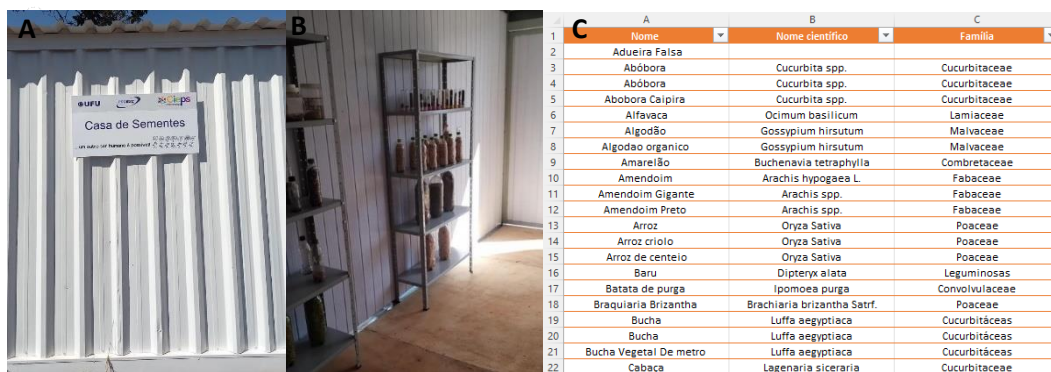 A
UFU
Cieps
Casa de Sementes
B
C
A B C
1 Nome Nome científico Família
2 Adueira Falsa
3 Abóbora Cucurbita spp. Cucurbitaceae
4 Abóbora Cucurbita spp. Cucurbitaceae
5 Abobora Caipira Cucurbita spp. Cucurbitaceae
6 Alfavaca Ocimum basilicum Lamiaceae
7 Algodão Gossypium hirsutum Malvaceae
8 Algodao organico Gossypium hirsutum Malvaceae
9 Amarelão Buchenavia tetraphylla Combretaceae
10 Amendoim Arachis hypogaea L. Fabaceae
11 Amendoim Gigante Arachis spp. Fabaceae
12 Amendoim Preto Arachis spp. Fabaceae
13 Arroz Oryza Sativa Poaceae
14 Arroz criolo Oryza Sativa Poaceae
15 Arroz de centeio Oryza Sativa Poaceae
16 Baru Dipteryx alata Leguminosas
17 Batata de purga Ipomoea purga Convolvulaceae
18 Braquiaria Brizantha Brachiaria brizantha Satrf. Poaceae
19 Bucha Luffa aegyptiaca Cucurbitáceas
20 Bucha Luffa aegyptiaca Cucurbitáceas
21 Bucha Vegetal De metro Luffa aegyptiaca Cucurbitáceas
22 Cabaça Lagenaria siceraria Cucurbitaceae